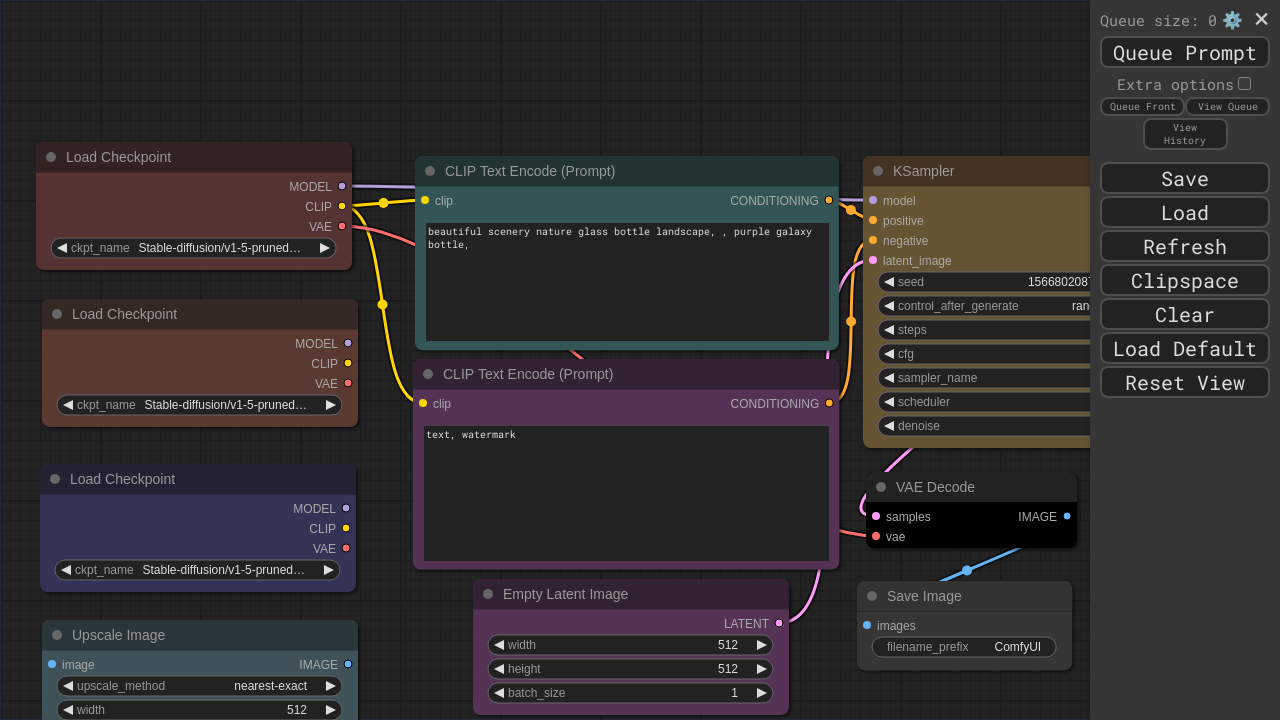 Load Checkpoint
MODEL
CLIP
VAE
ckpt_name Stable-diffusion/v1-5-pruned…
Load Checkpoint
MODEL
CLIP
VAE
ckpt_name Stable-diffusion/v1-5-pruned…
Load Checkpoint
MODEL
CLIP
VAE
ckpt_name Stable-diffusion/v1-5-pruned…
Upscale Image
image IMAGE
upscale_method nearest-exact
width 512
CLIP Text Encode (Prompt)
clip CONDITIONING
beautiful scenery nature glass bottle landscape, , purple galaxy
bottle,
CLIP Text Encode (Prompt)
clip CONDITIONING
text, watermark
Empty Latent Image
LATENT
width 512
height 512
batch_size 1
KSampler
model
positive
negative
latent_image
seed 156680208
control_after_generate ran
steps
cfg
sampler_name
scheduler
denoise
VAE Decode
samples IMAGE
vae
Save Image
images
filename_prefix ComfyUI
Queue size: 0
Queue Prompt
Extra options
Queue Front View Queue
View
History
Save
Load
Refresh
Clipspace
Clear
Load Default
Reset View